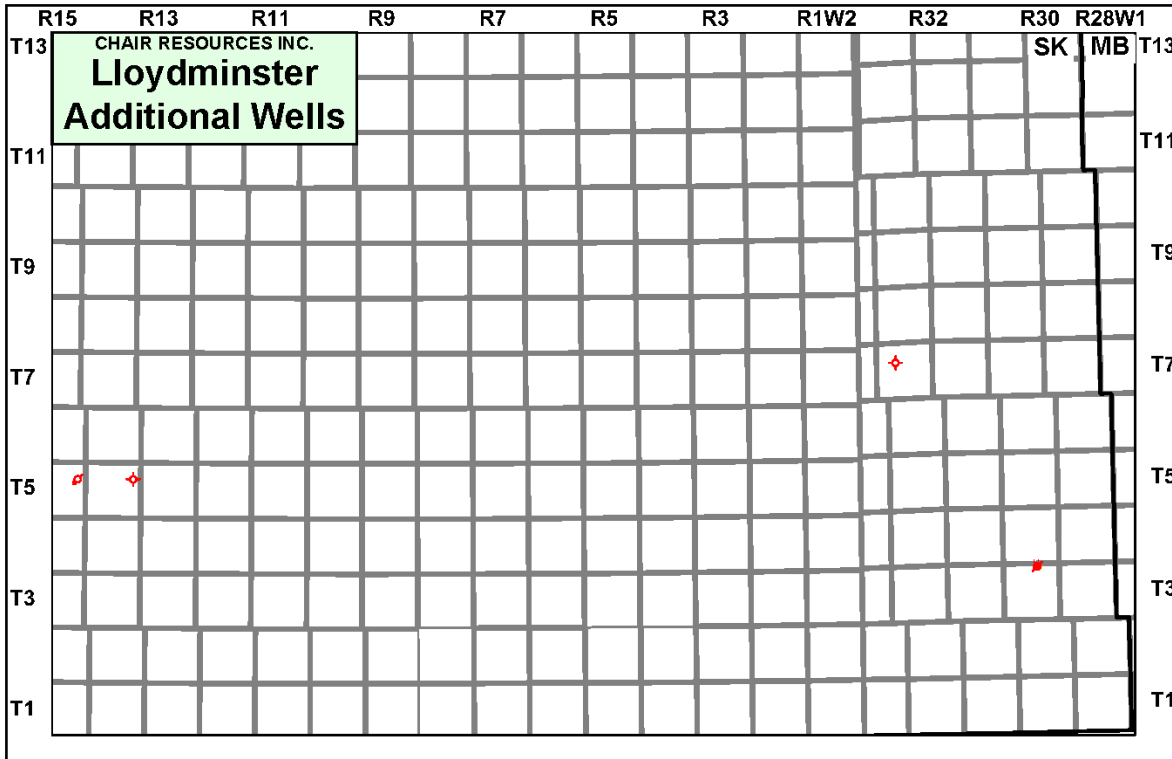 R15 R13 R11 R9 R7 R5 R3 R1W2 R32 R30 R28W1
T13 CHAIR RESOURCES INC. SK MB T13
Lloydminster
Additional Wells
T11 T11
T9 T9
T7 T7
T5 T5
T3 T3
T1 T1